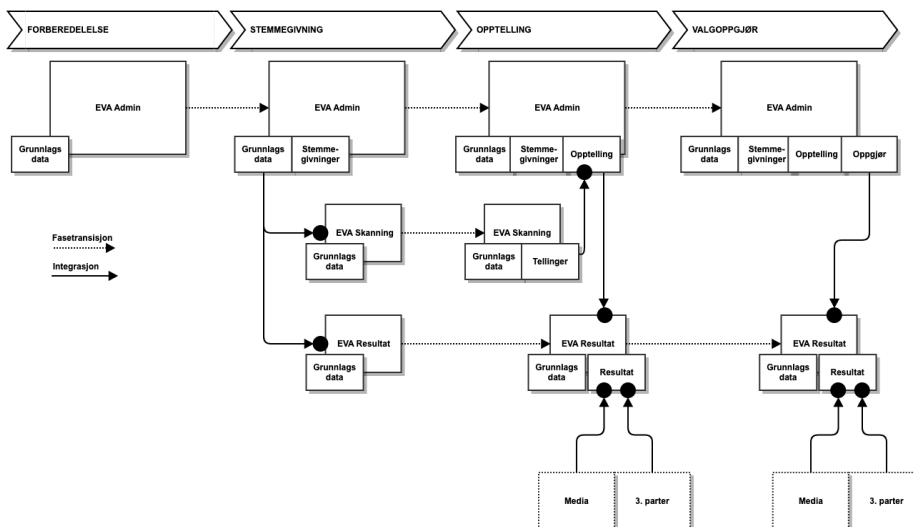 FORBEREDELELSE
STEMMEGIVNING
OPPTELLING
VALGOPPGJØR
EVA Admin
Grunnlags
data
EVA Admin
Grunnlags
data
Stemme-
givninger
EVA Admin
Grunnlags
data
Stemme-
givninger
Opptelling
EVA Admin
Grunnlags
data
Stemme-
givninger
Opptelling
Oppgjør
Fasetransisjon
Integrasjon
EVA Skanning
Grunnlags
data
EVA Skanning
Grunnlags
data
Tellinger
EVA Resultat
Grunnlags
data
EVA Resultat
Grunnlags
data
Resultat
EVA Resultat
Grunnlags
data
Resultat
Media
3. parter
Media
3. parter